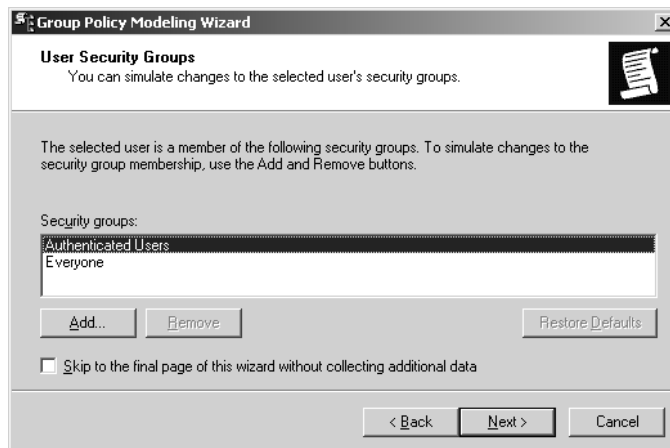 Group Policy Modeling Wizard
User Security Groups
You can simulate changes to the selected user's security groups.
The selected user is a member of the following security groups. To simulate changes to the
security group membership, use the Add and Remove buttons.
Security groups:
Authenticated Users
Everyone
Add... Remove Restore Defaults
Skip to the final page of this wizard without collecting additional data
< Back Next > Cancel